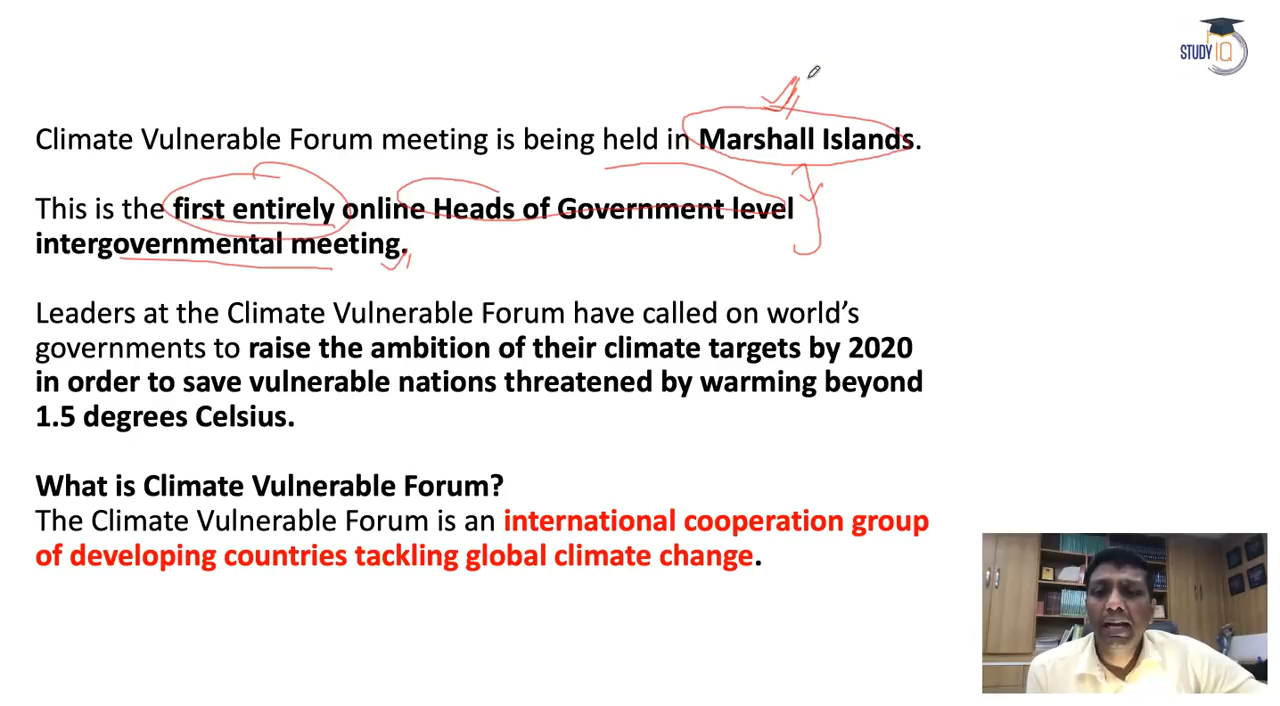 STUDY IQ
Climate Vulnerable Forum meeting is being held in Marshall Islands.
This is the first entirely online Heads of Government level
intergovernmental meeting.
Leaders at the Climate Vulnerable Forum have called on world’s
governments to raise the ambition of their climate targets by 2020
in order to save vulnerable nations threatened by warming beyond
1.5 degrees Celsius.
What is Climate Vulnerable Forum?
The Climate Vulnerable Forum is an international cooperation group
of developing countries tackling global climate change.